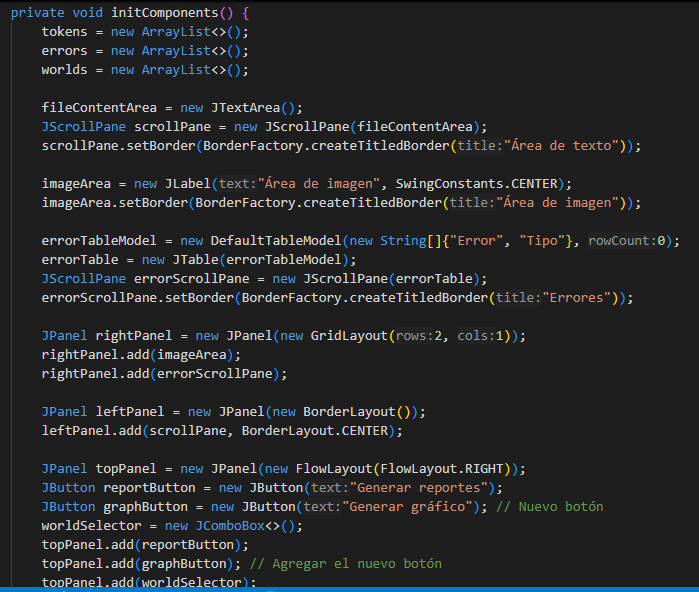 private void initComponents() {
    tokens = new ArrayList<>();
    errors = new ArrayList<>();
    worlds = new ArrayList<>();

    fileContentArea = new JTextArea();
    JScrollPane scrollPane = new JScrollPane(fileContentArea);
    scrollPane.setBorder(BorderFactory.createTitledBorder(title:"Área de texto"));

    imageArea = new JLabel(text:"Área de imagen", SwingConstants.CENTER);
    imageArea.setBorder(BorderFactory.createTitledBorder(title:"Área de imagen"));

    errorTableModel = new DefaultTableModel(new String[]{"Error", "Tipo"}, rowCount:0);
    errorTable = new JTable(errorTableModel);
    JScrollPane errorScrollPane = new JScrollPane(errorTable);
    errorScrollPane.setBorder(BorderFactory.createTitledBorder(title:"Errores"));

    JPanel rightPanel = new JPanel(new GridLayout(rows:2, cols:1));
    rightPanel.add(imageArea);
    rightPanel.add(errorScrollPane);

    JPanel leftPanel = new JPanel(new BorderLayout());
    leftPanel.add(scrollPane, BorderLayout.CENTER);

    JPanel topPanel = new JPanel(new FlowLayout(FlowLayout.RIGHT));
    JButton reportButton = new JButton(text:"Generar reportes");
    JButton graphButton = new JButton(text:"Generar gráfico"); // Nuevo botón
    worldSelector = new JComboBox<>();
    topPanel.add(reportButton);
    topPanel.add(graphButton); // Agregar el nuevo botón
    topPanel.add(worldSelector);